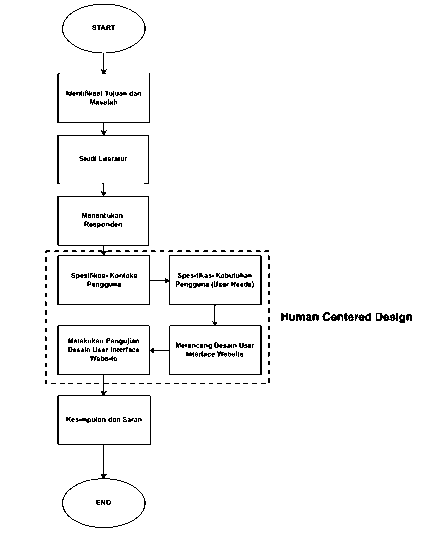 START
Identifikasi Tujuan dan
Masalah
Studi Literatur
Menentukan
Responden
Spesifikasi Konteks
Pengguna
Spesifikasi Kebutuhan
Pengguna (User Needs)
Human Centered Design
Melakukan Pengujian
Desain User Interface
Website
Merancang Desain User
Interface Website
Kesimpulan dan Saran
END